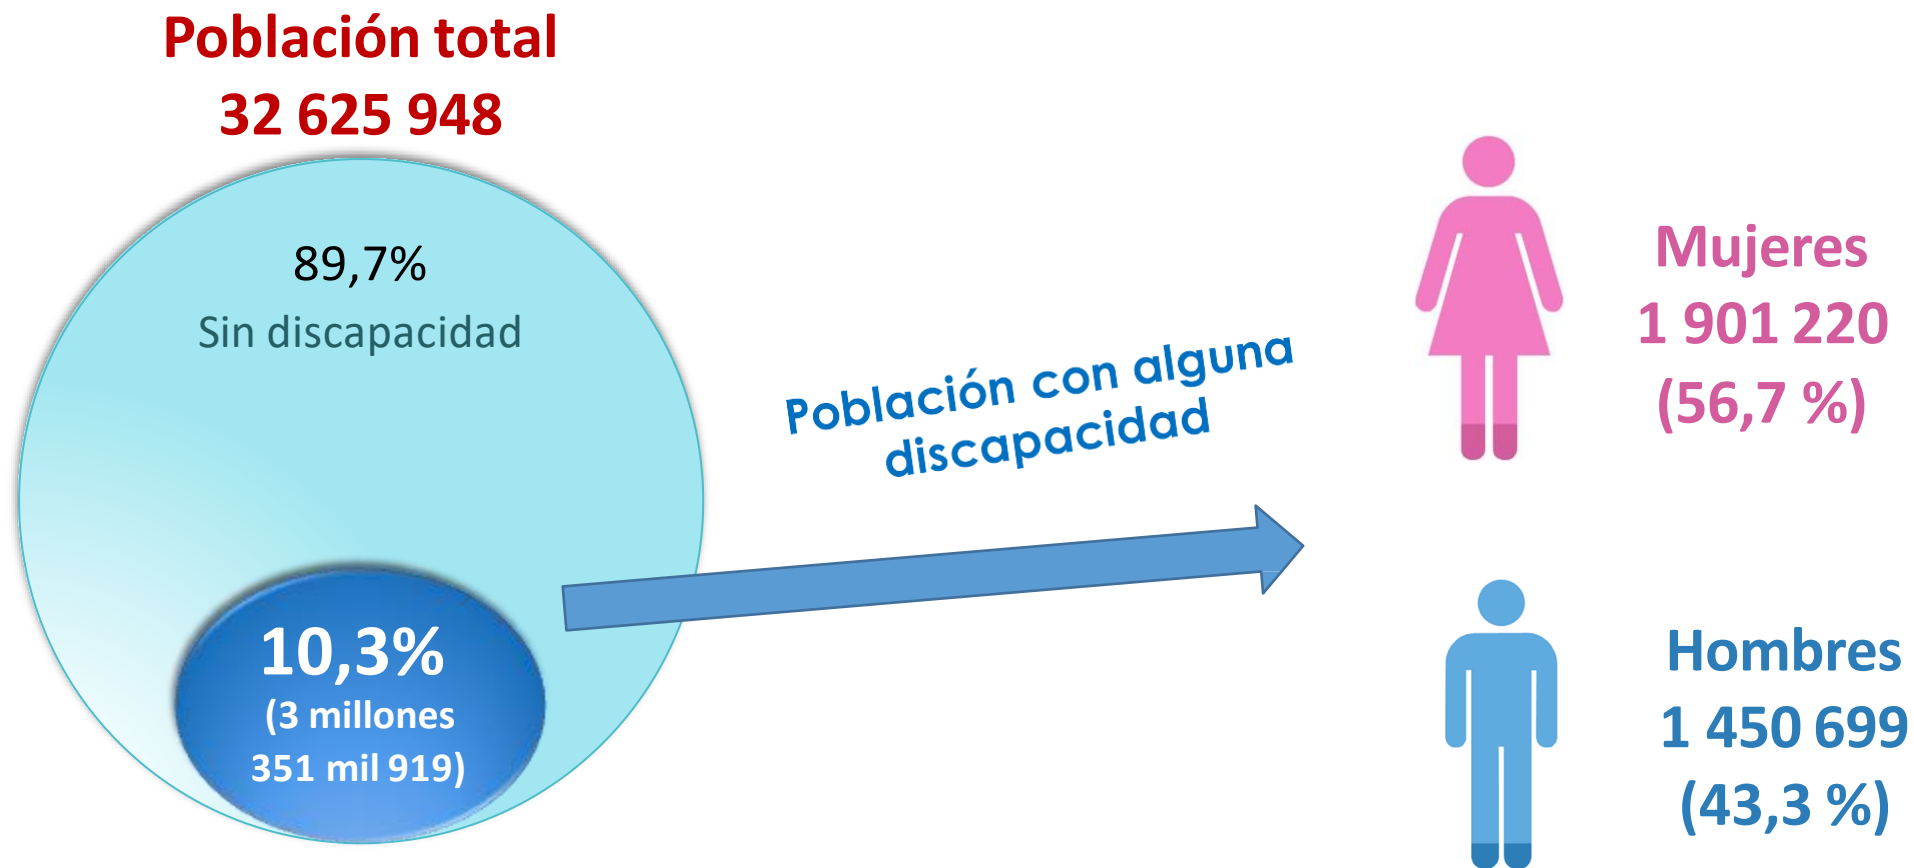 Población total
32 625 948
89,7%
Sin discapacidad
10,3%
(3 millones
351 mil 919)
Población con alguna
discapacidad
Mujeres
1 901 220
(56,7 %)
Hombres
1 450 699
(43,3 %)